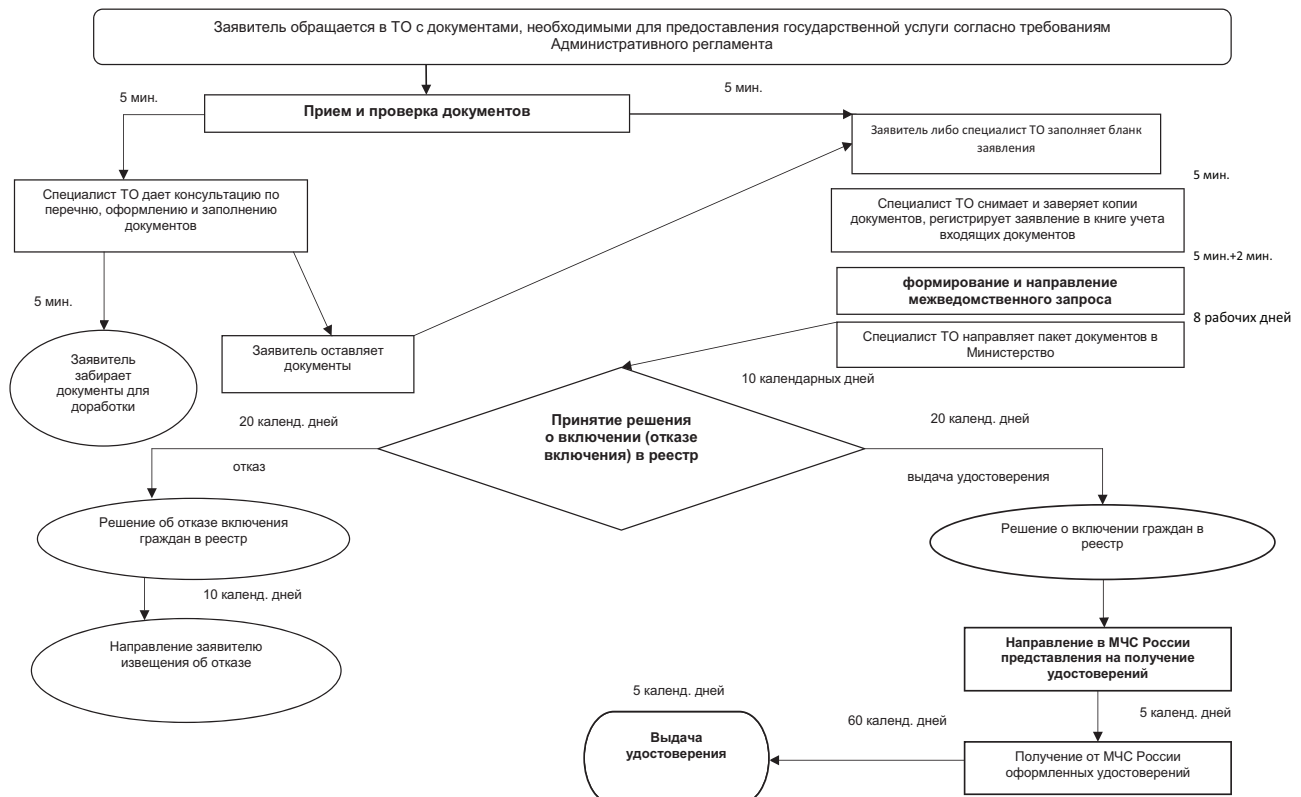 Заявитель обращается в ТО с документами, необходимыми для предоставления государственной услуги согласно требованиям
Административного регламента
5 мин.
Прием и проверка документов
5 мин.
Заявитель либо специалист ТО заполняет бланк
заявления
Специалист ТО дает консультацию по
перечню, оформлению и заполнению
документов
5 мин.
Специалист ТО снимает и заверяет копии
документов, регистрирует заявление в книге учета
входящих документов
5 мин.+2 мин.
формирование и направление
межведомственного запроса
5 мин.
8 рабочих дней
Заявитель оставляет
документы
Специалист ТО направляет пакет документов в
Министерство
Заявитель
забирает
документы для
доработки
10 календарных дней
20 календ. дней
Принятие решения
о включении (отказе
включения) в реестр
20 календ. дней
отказ
выдача удостоверения
Решение об отказе включения
граждан в реестр
Решение о включении граждан в
реестр
10 календ. дней
Направление заявителю
извещения об отказе
Направление в МЧС России
представления на получение
удостоверений
5 календ. дней
5 календ. дней
60 календ. дней
Выдача
удостоверения
Получение от МЧС России
оформленных удостоверений